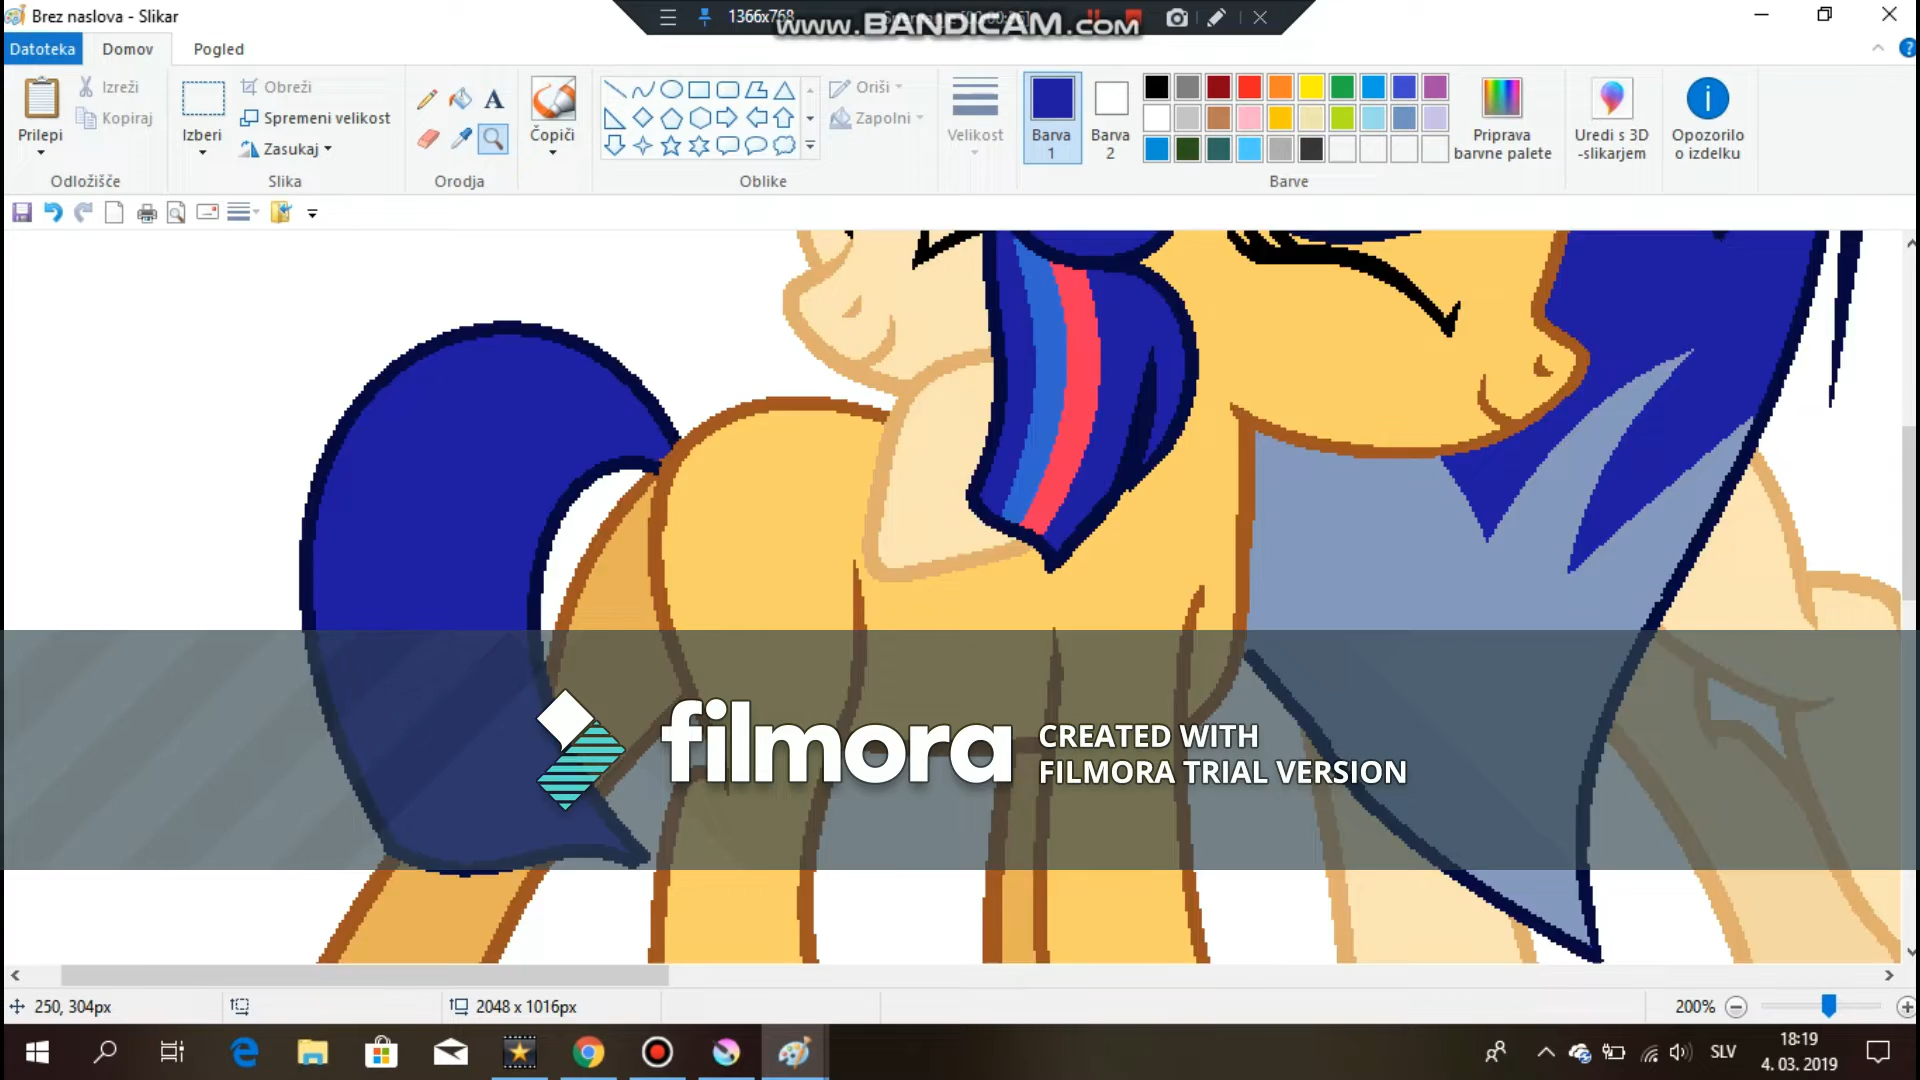 Brez naslova - Slikar
1366x768
www.BANDICAM.com
Datoteka Domov Pogled
Prilepi
Izreži
Kopiraj
Odložišče
Izberi
Obreži
Spremeni velikost
Zasukaj
Slika
A
Orodja
Čopiči
Oblike
Oriši
Zapolni
Velikost
Barva
1
Barva
2
Barve
Priprava
barvne palete
Uredi s 3D
-slikarjem
Opozorilo
o izdelku
filmora
CREATED WITH
FILMORA TRIAL VERSION
250, 304px
2048 x 1016px
200%
SLV
18:19
4. 03. 2019